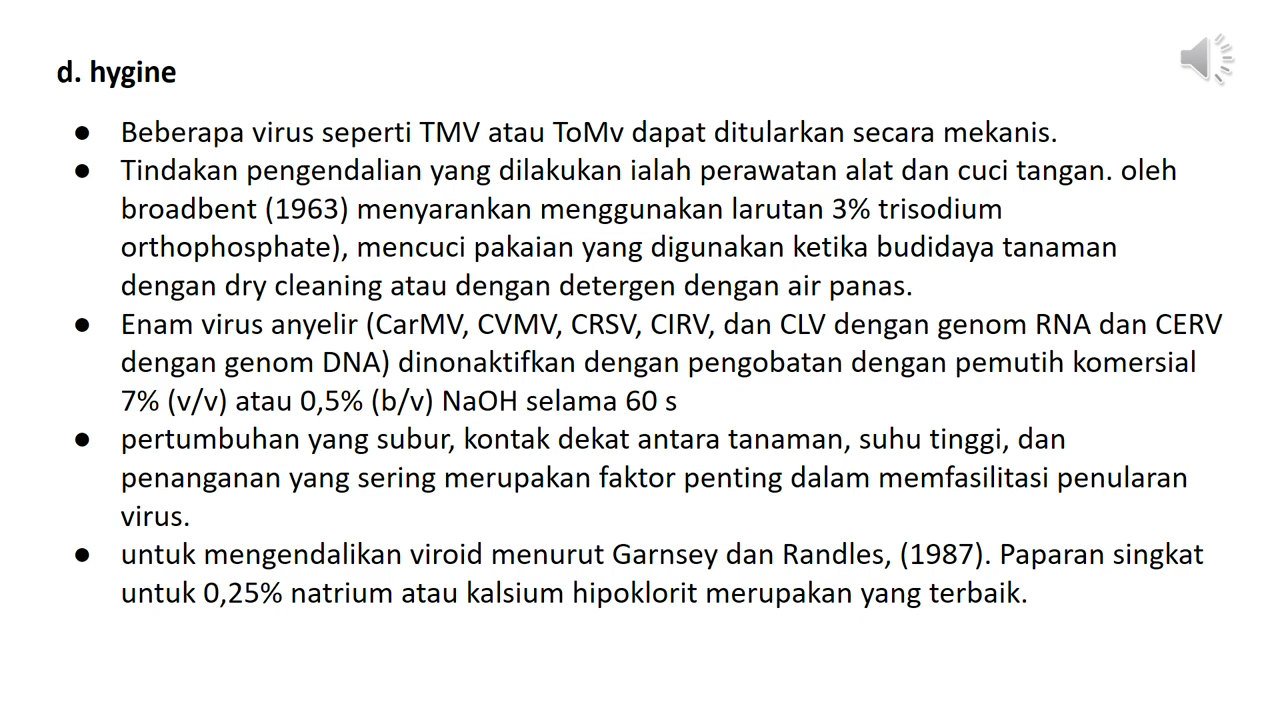 d. hygine
● Beberapa virus seperti TMV atau ToMv dapat ditularkan secara mekanis.
● Tindakan pengendalian yang dilakukan ialah perawatan alat dan cuci tangan. oleh
broadbent (1963) menyarankan menggunakan larutan 3% trisodium
orthophosphate), mencuci pakaian yang digunakan ketika budidaya tanaman
dengan dry cleaning atau dengan detergen dengan air panas.
● Enam virus anyelir (CarMV, CVMV, CRSV, CIRV, dan CLV dengan genom RNA dan CERV
dengan genom DNA) dinonaktifkan dengan pengobatan dengan pemutih komersial
7% (v/v) atau 0,5% (b/v) NaOH selama 60 s
● pertumbuhan yang subur, kontak dekat antara tanaman, suhu tinggi, dan
penanganan yang sering merupakan faktor penting dalam memfasilitasi penularan
virus.
● untuk mengendalikan viroid menurut Garnsey dan Randles, (1987). Paparan singkat
untuk 0,25% natrium atau kalsium hipoklorit merupakan yang terbaik.